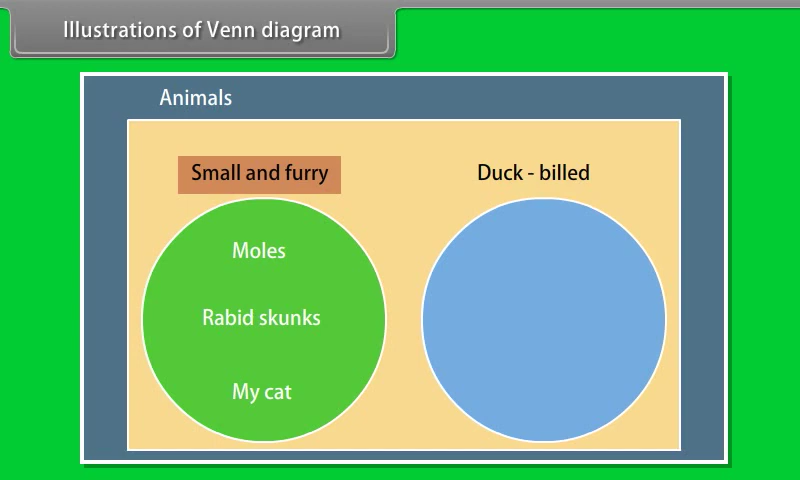 Illustrations of Venn diagram
Animals
Small and furry
Duck - billed
Moles
Rabid skunks
My cat